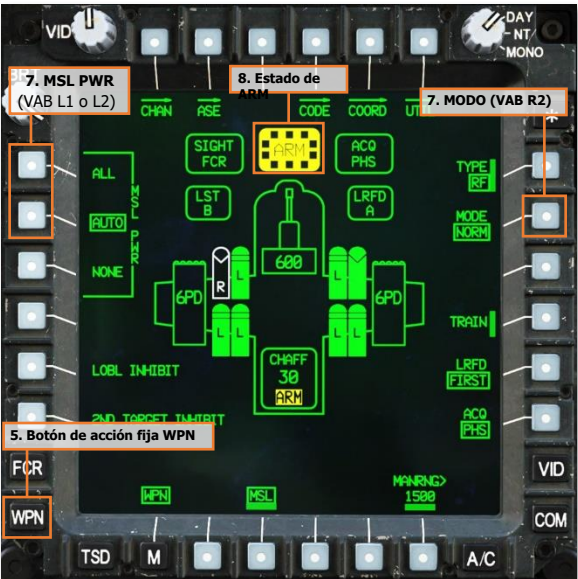 VID
DAY
NT
MONO
7. MSL PWR
(VAB L1 o L2)
8. Estado de
ARM
7. MODO (VAB R2)
CHAN
ASE
CODE
COORD
SIGHT
FCR
ARM
ACQ
PHS
TYPE
RF
ALL
MSL PWR
AUTO
NONE
LST
B
LRFD
A
MODE
NORM
600
R
L
L
6PD
6PD
L
L
L
L
TRAIN
CHAFF
30
ARM
LOBL INHIBIT
LRFD
FIRST
2ND TARGET INHIBIT
ACQ
PHS
5. Botón de acción fija WPN
FCR
VID
WPN
COM
WPN
MSL
MANRNG>
1500
TSD
M
A/C